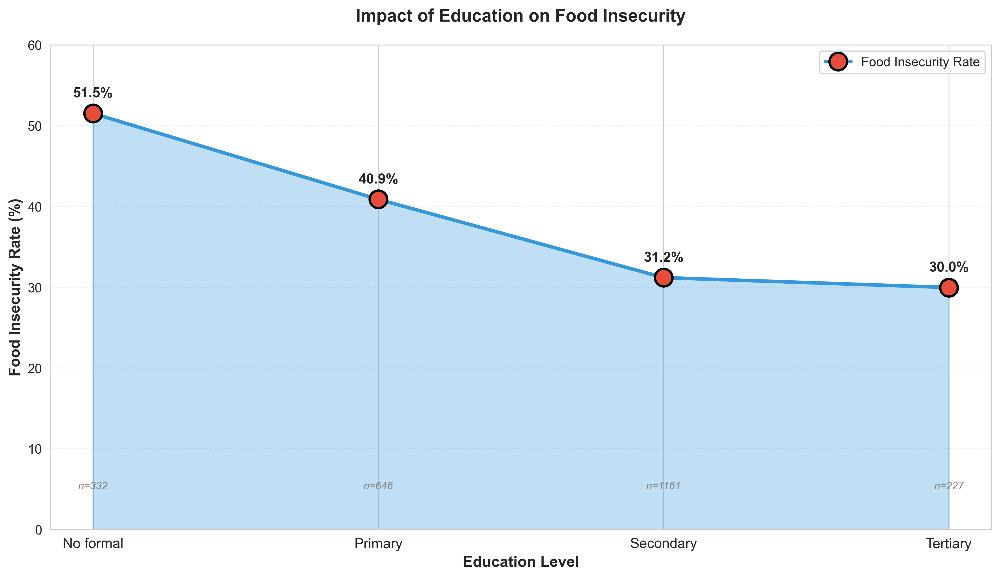 Impact of Education on Food Insecurity
60
50
40
30
20
10
0
Food Insecurity Rate (%)
Food Insecurity Rate
51.5%
40.9%
31.2%
30.0%
n=332
n=646
n=1161
n=227
No formal
Primary
Secondary
Tertiary
Education Level